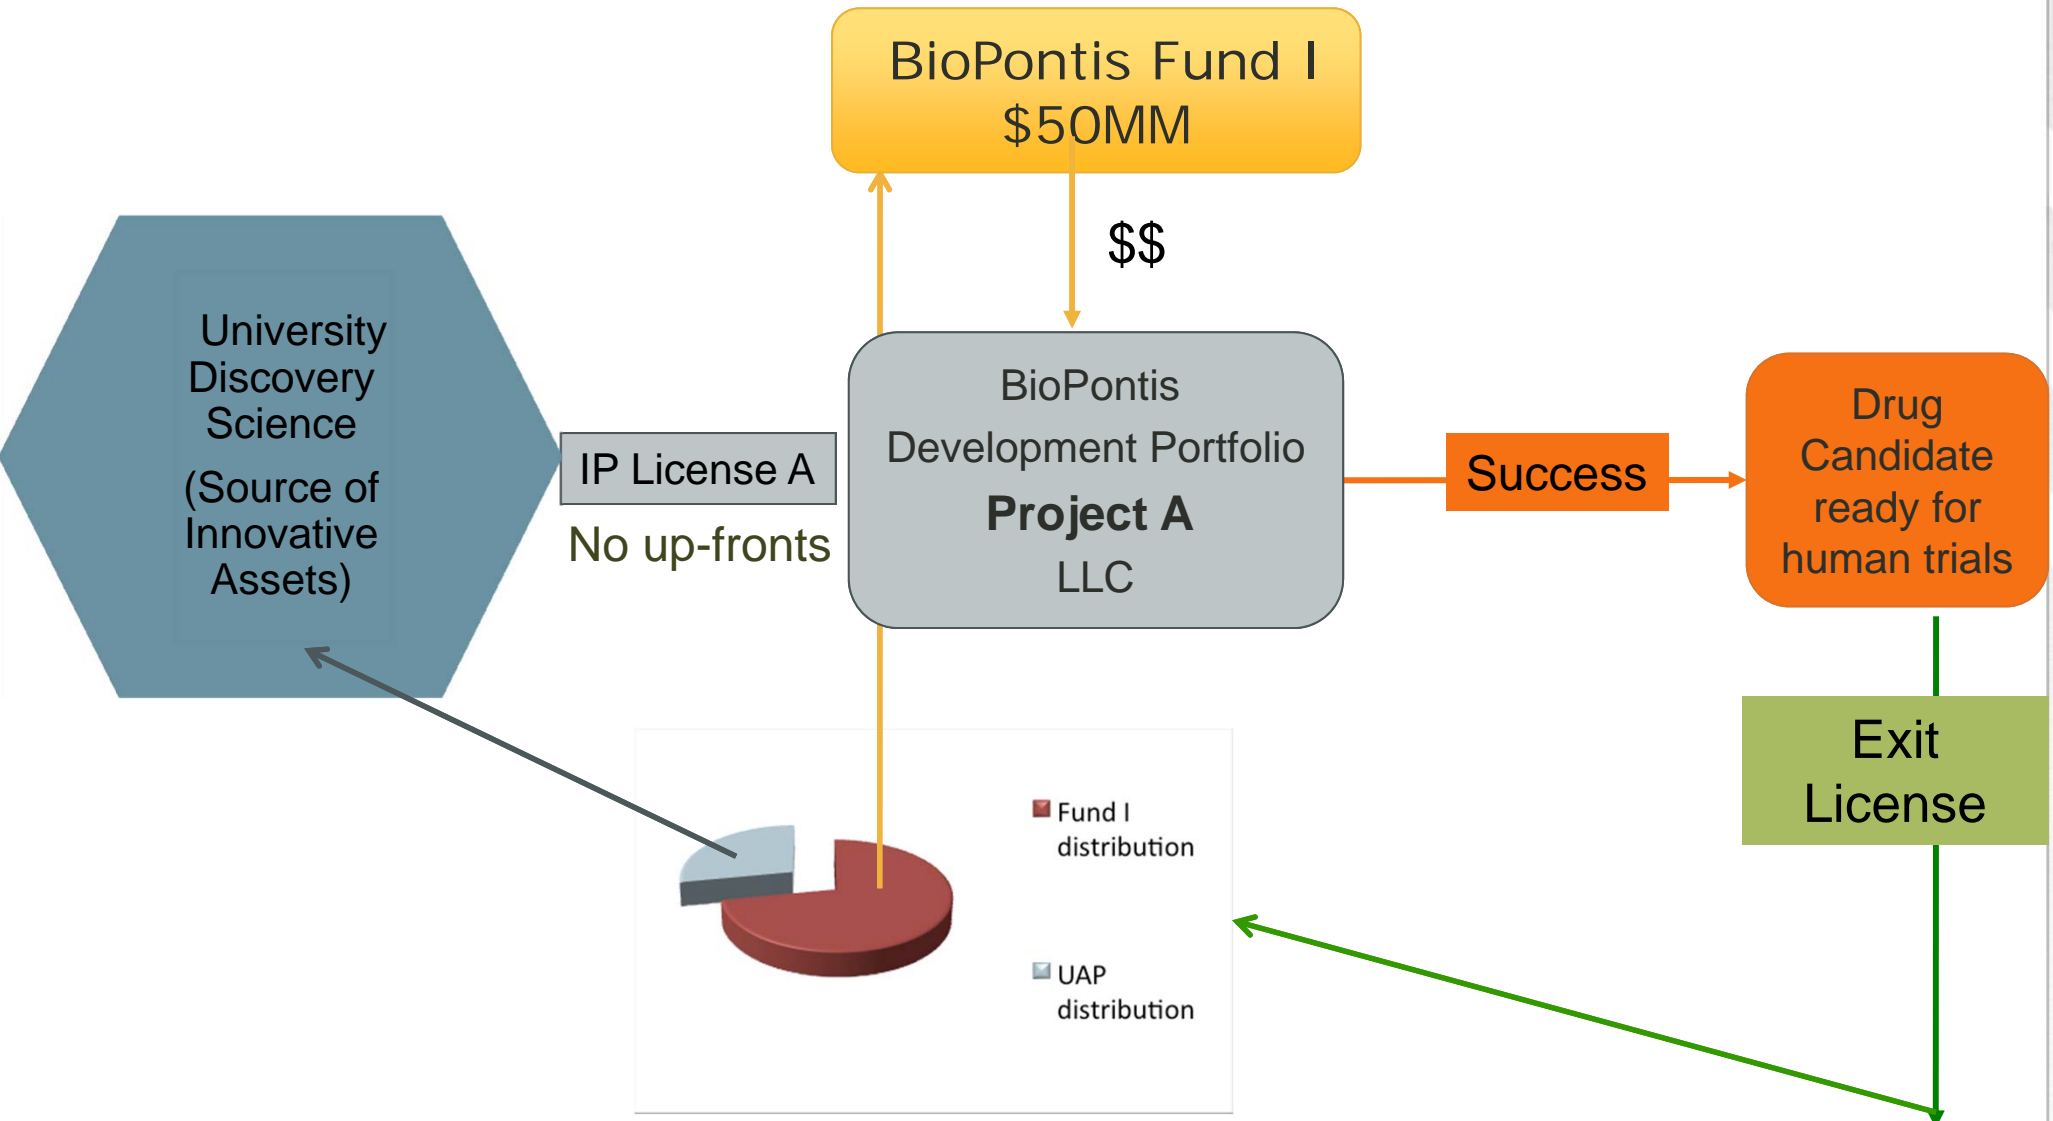 BioPontis Fund I
$50MM
$$
University
Discovery
Science
(Source of
Innovative
Assets)
IP License A
No up-fronts
BioPontis
Development Portfolio
Project A
LLC
Success
Drug
Candidate
ready for
human trials
Exit
License
Fund I
distribution
UAP
distribution